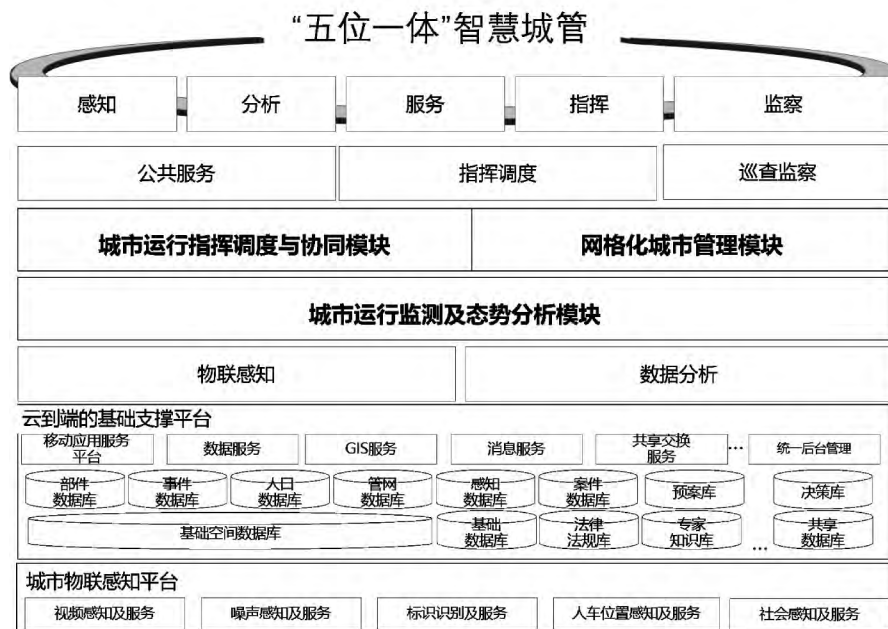 “五位一体”智慧城管
感知 分析 服务 指挥 监察
公共服务 指挥调度 巡查监察
城市运行指挥调度与协同模块 网格化城市管理模块
城市运行监测及态势分析模块
物联感知 数据分析
云到端的基础支撑平台
移动应用服务
平台
数据服务 GIS服务 消息服务
共享交换
服务
… 统一后台管理
部件
数据库
事件
数据库
人口
数据库
管网
数据库
感知
数据库
案件
数据库
预案库 决策库
基础空间数据库
基础
数据库
法律
法规库
专家
知识库
…
共享
数据库
城市物联感知平台
视频感知及服务 噪声感知及服务 标识识别及服务 人车位置感知及服务 社会感知及服务